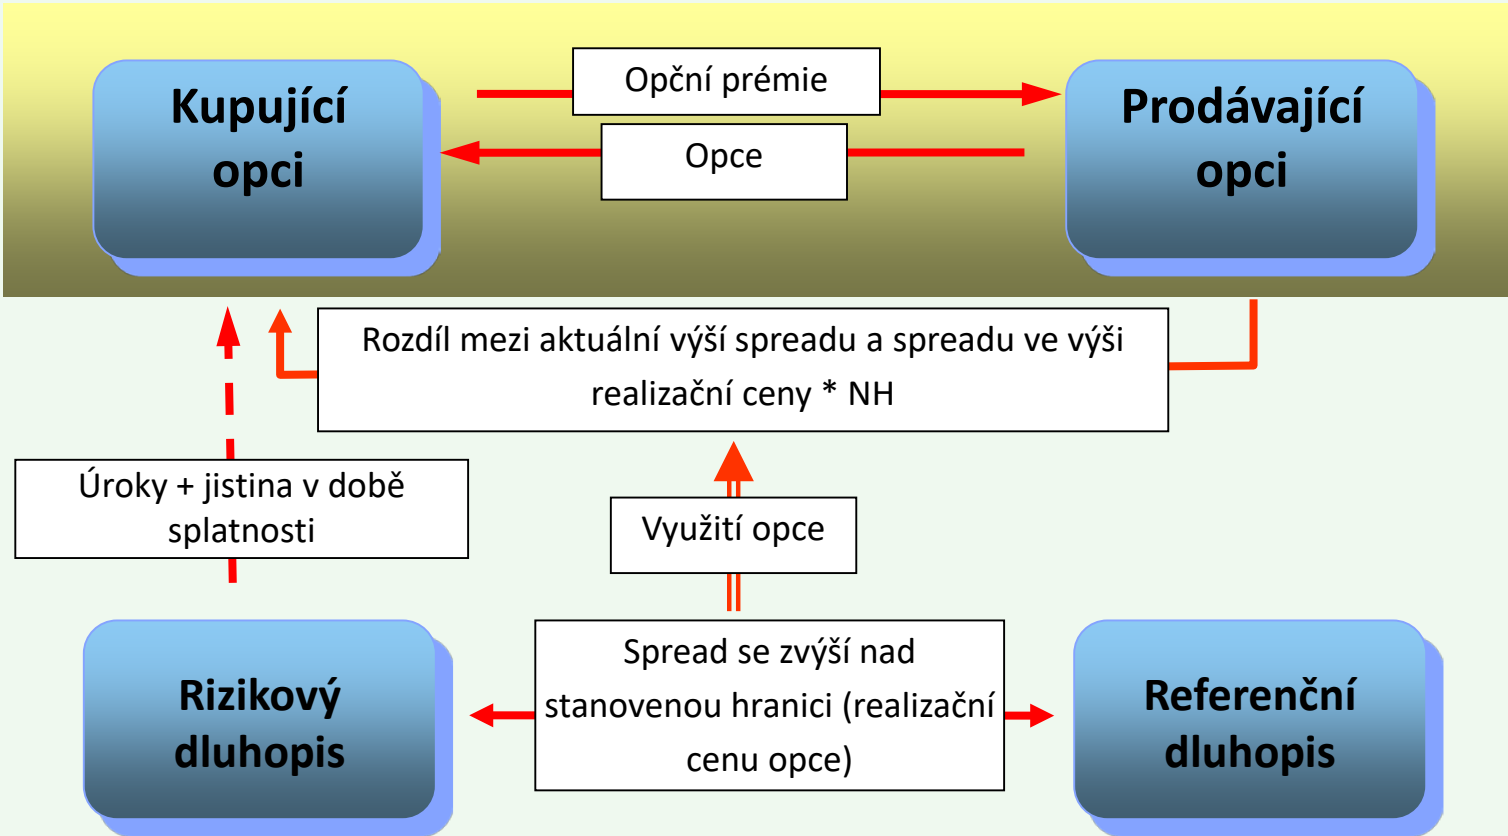 Kupující
opci
Opční prémie
Opce
Prodávající
opci
Rozdíl mezi aktuální výší spreadu a spreadu ve výši
realizační ceny * NH
Úroky + jistina v době
splatnosti
Využití opce
Rizikový
dluhopis
Spread se zvýší nad
stanovenou hranici (realizační
cenu opce)
Referenční
dluhopis